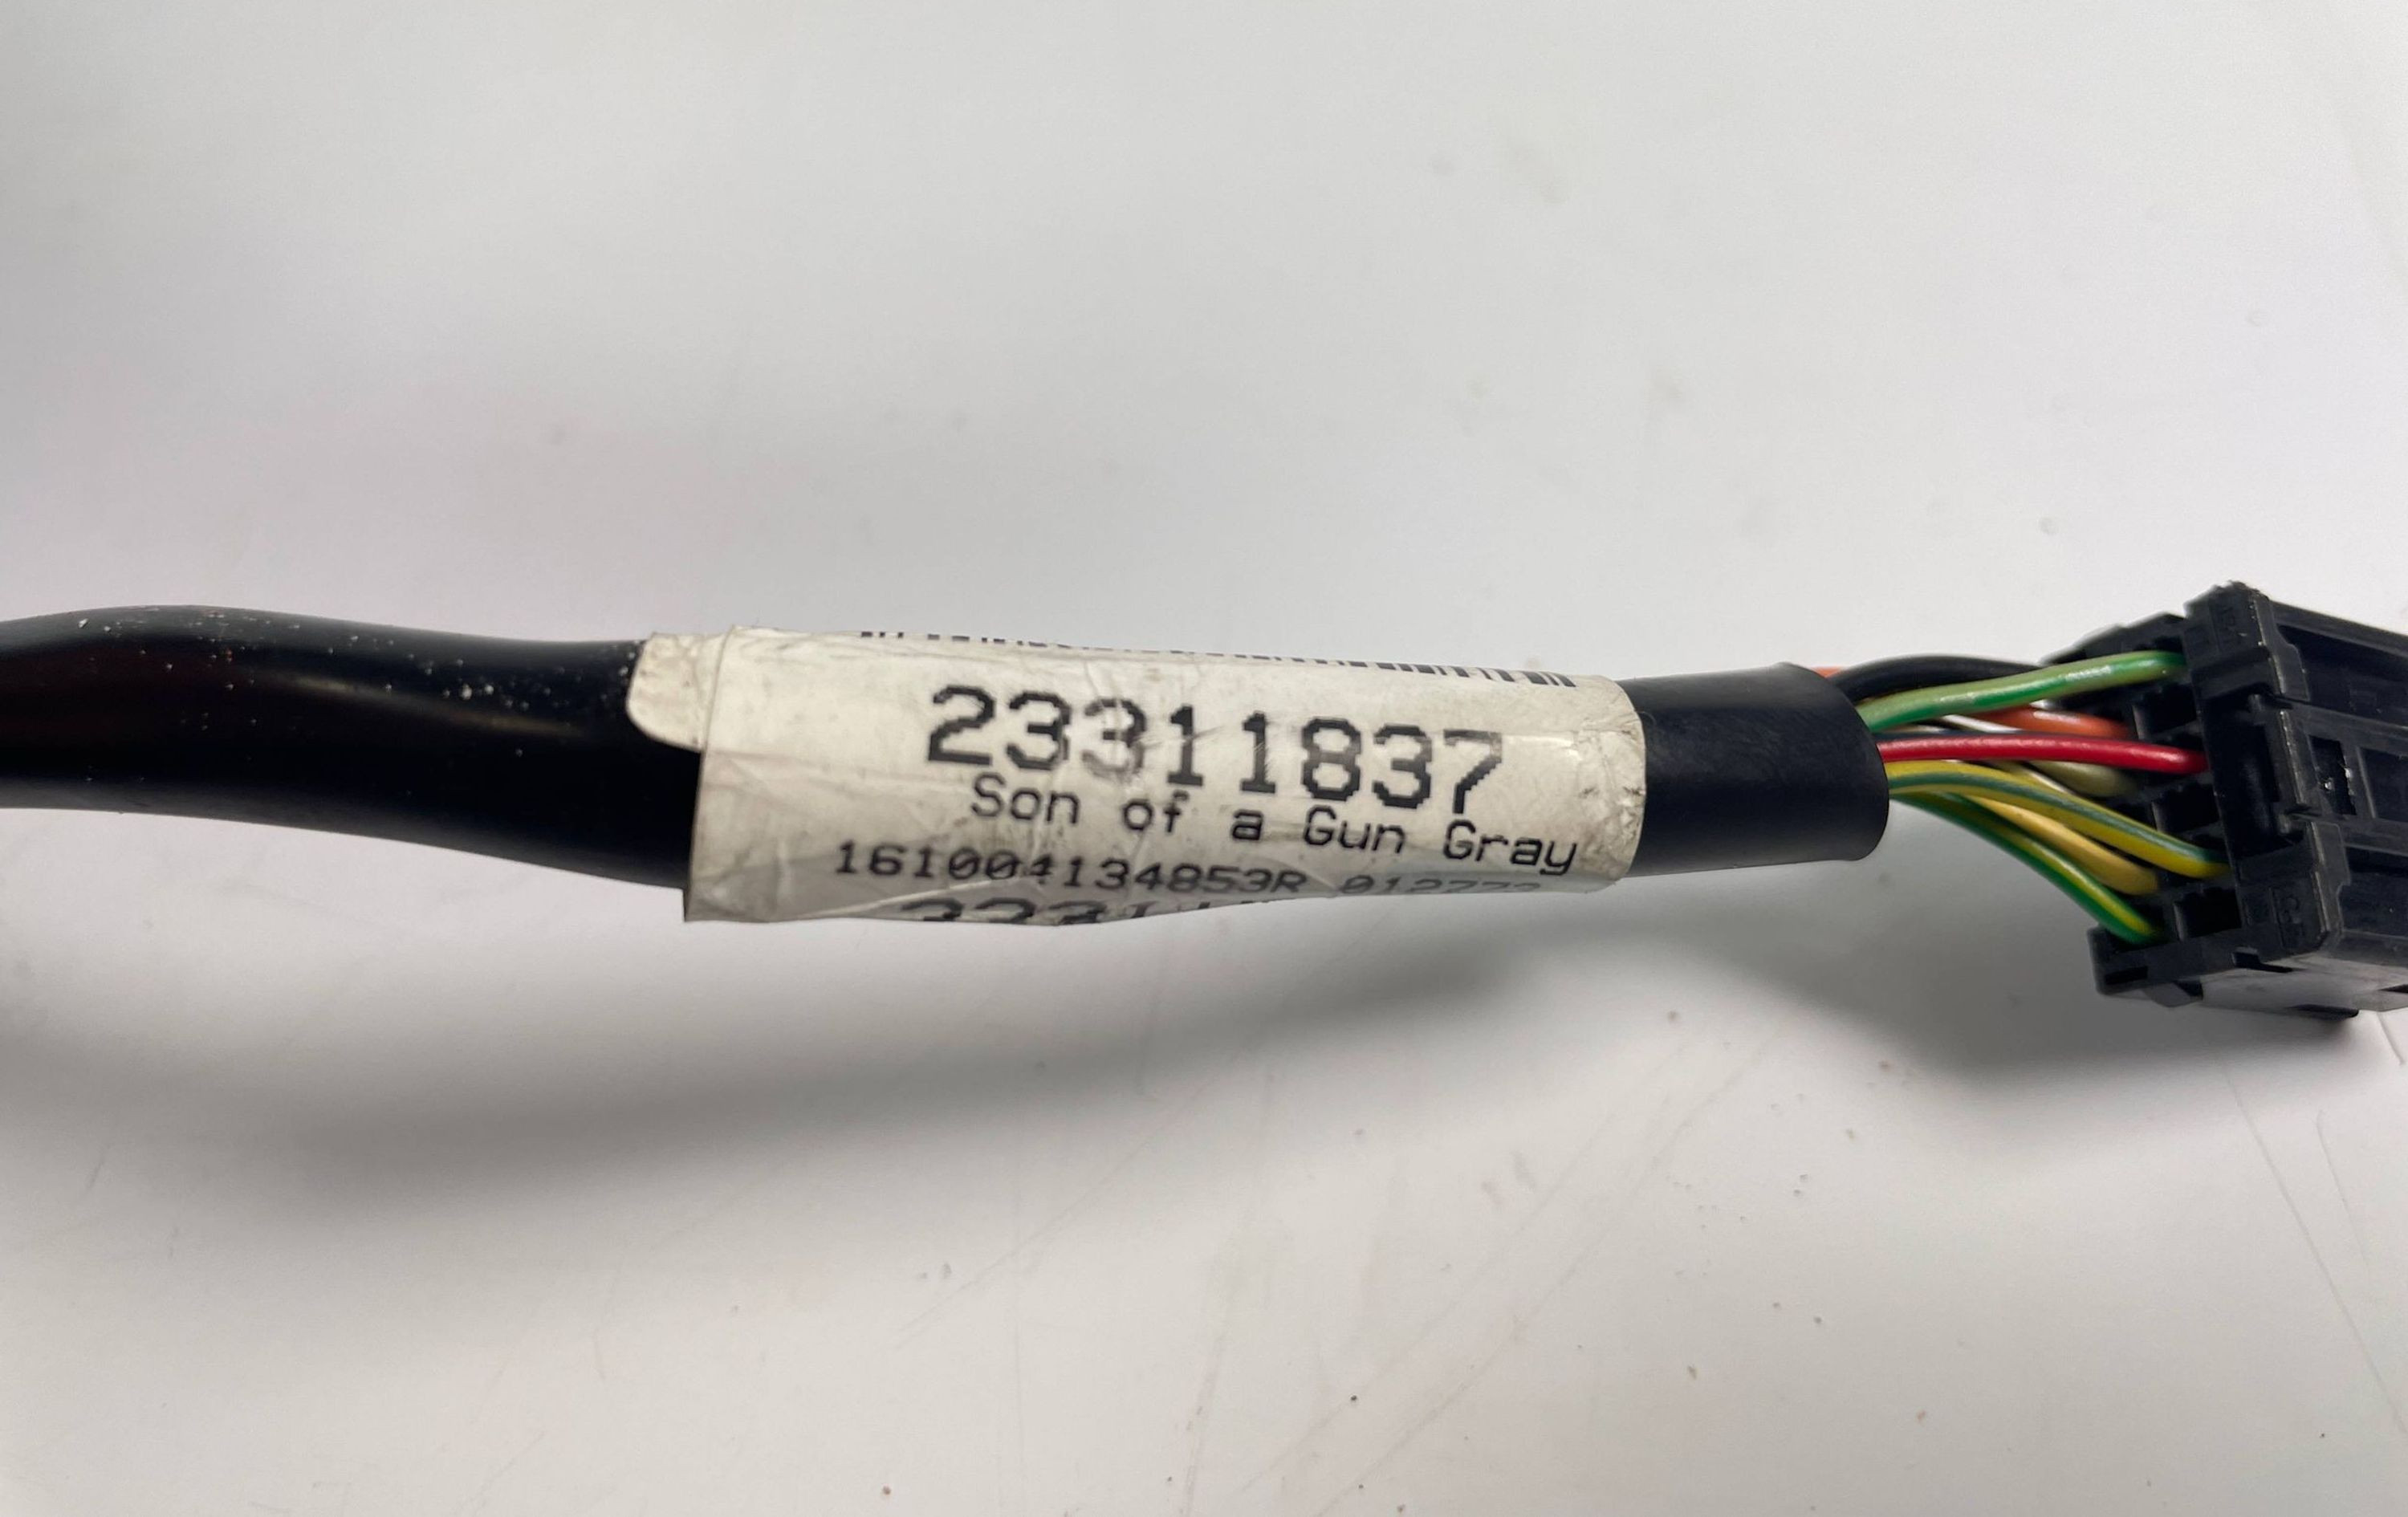 23311837
Son of a Gun Gray
161004134853R